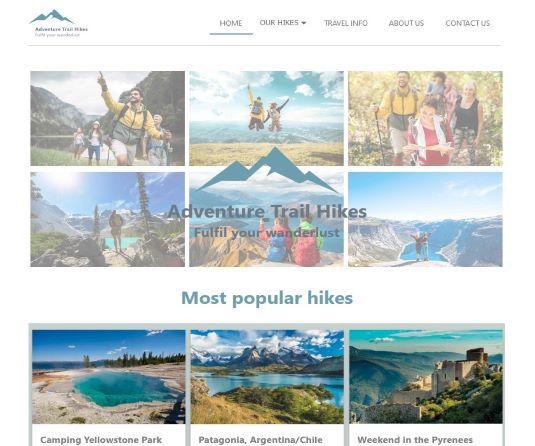 Adventure Trail Hikes
Fulfil your wanderlust
HOME OUR HIKES TRAVEL INFO ABOUT US CONTACT US
Adventure Trail Hikes
Fulfil your wanderlust
Most popular hikes
Camping Yellowstone Park Patagonia, Argentina/Chile Weekend in the Pyrenees